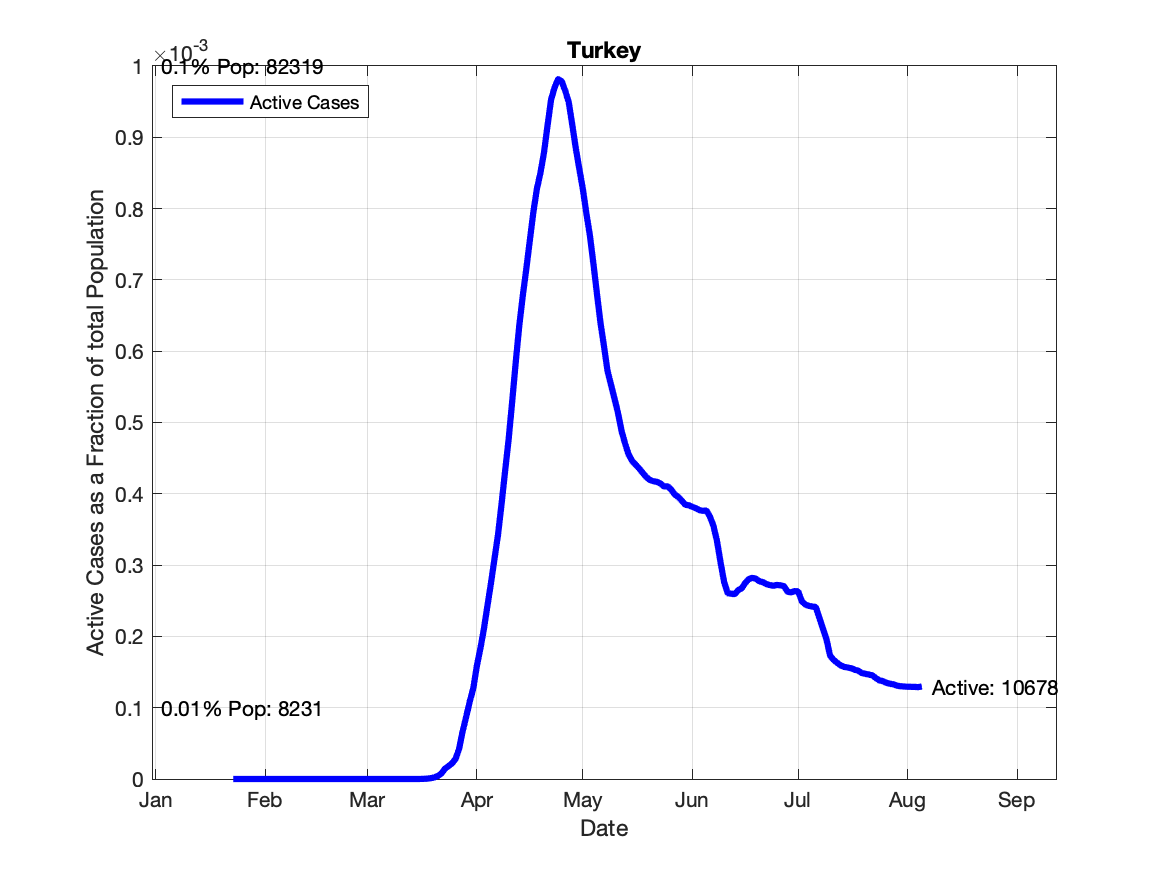 Turkey
×10-3
0.1% Pop: 82319
Active Cases
1
0.9
0.8
0.7
0.6
0.5
0.4
0.3
0.2
0.1
0
Active Cases as a Fraction of total Population
0.01% Pop: 8231
Active: 10678
Jan Feb Mar Apr May Jun Jul Aug Sep
Date